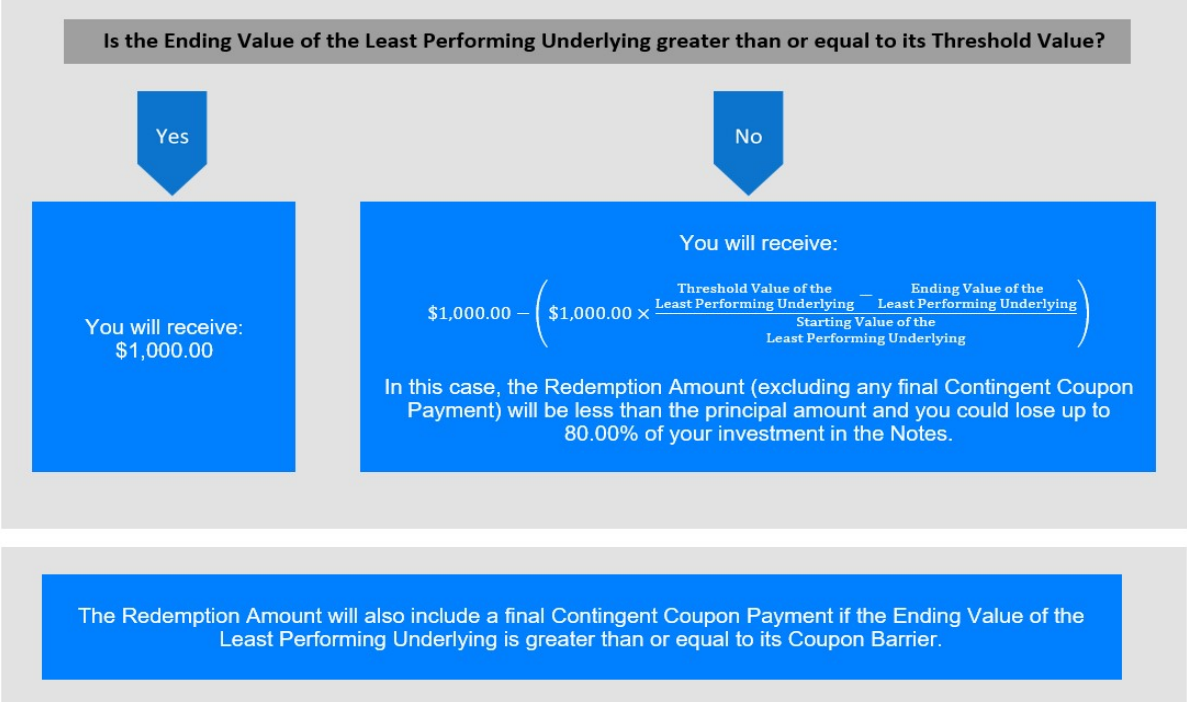 Is the Ending Value of the Least Performing Underlying greater than or equal to its Threshold Value?
Yes
No
You will receive:
$1,000.00
You will receive:
$1,000.00 − ($1,000.00 × (Threshold Value of the Least Performing Underlying − Ending Value of the Least Performing Underlying) / Starting Value of the Least Performing Underlying)
In this case, the Redemption Amount (excluding any final Contingent Coupon
Payment) will be less than the principal amount and you could lose up to
80.00% of your investment in the Notes.
The Redemption Amount will also include a final Contingent Coupon Payment if the Ending Value of the
Least Performing Underlying is greater than or equal to its Coupon Barrier.